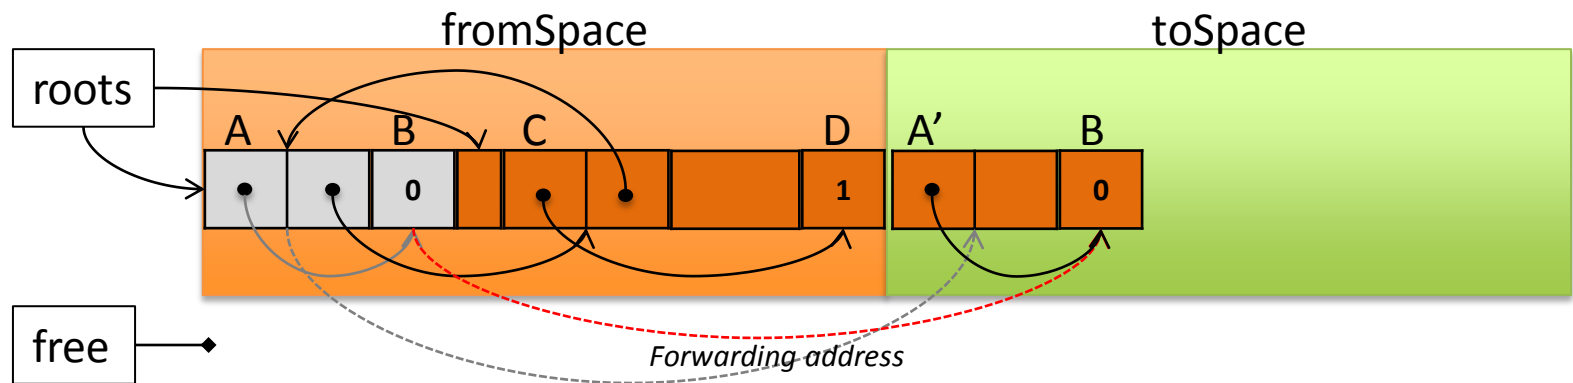 fromSpace toSpace
roots
A B C D A’ B
0 1 0
free
Forwarding address